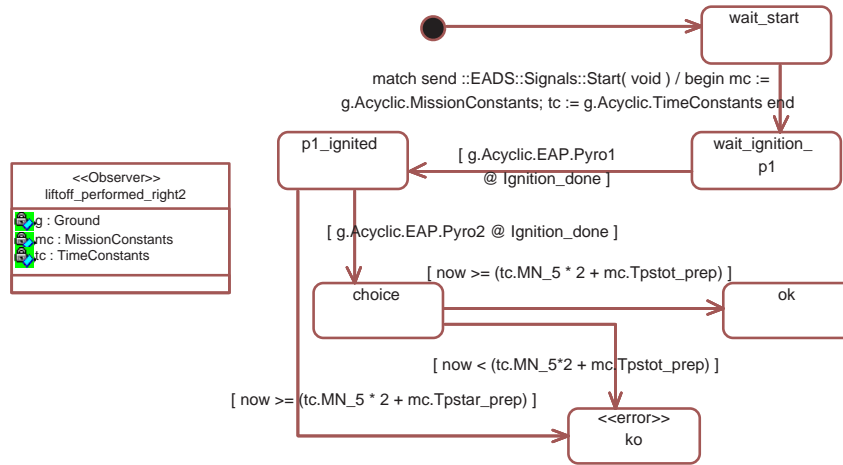 wait_start
match send ::EADS::Signals::Start( void ) / begin mc :=
g.Acyclic.MissionConstants; tc := g.Acyclic.TimeConstants end
p1_ignited
[ g.Acyclic.EAP.Pyro1
@ Ignition_done ]
wait_ignition_
p1
<<Observer>>
liftoff_performed_right2
g : Ground
mc : MissionConstants
tc : TimeConstants
[ g.Acyclic.EAP.Pyro2 @ Ignition_done ]
choice
[ now >= (tc.MN_5 * 2 + mc.Tpstot_prep) ]
ok
[ now < (tc.MN_5*2 + mc.Tpstot_prep) ]
[ now >= (tc.MN_5 * 2 + mc.Tpstar_prep) ]
<<error>>
ko